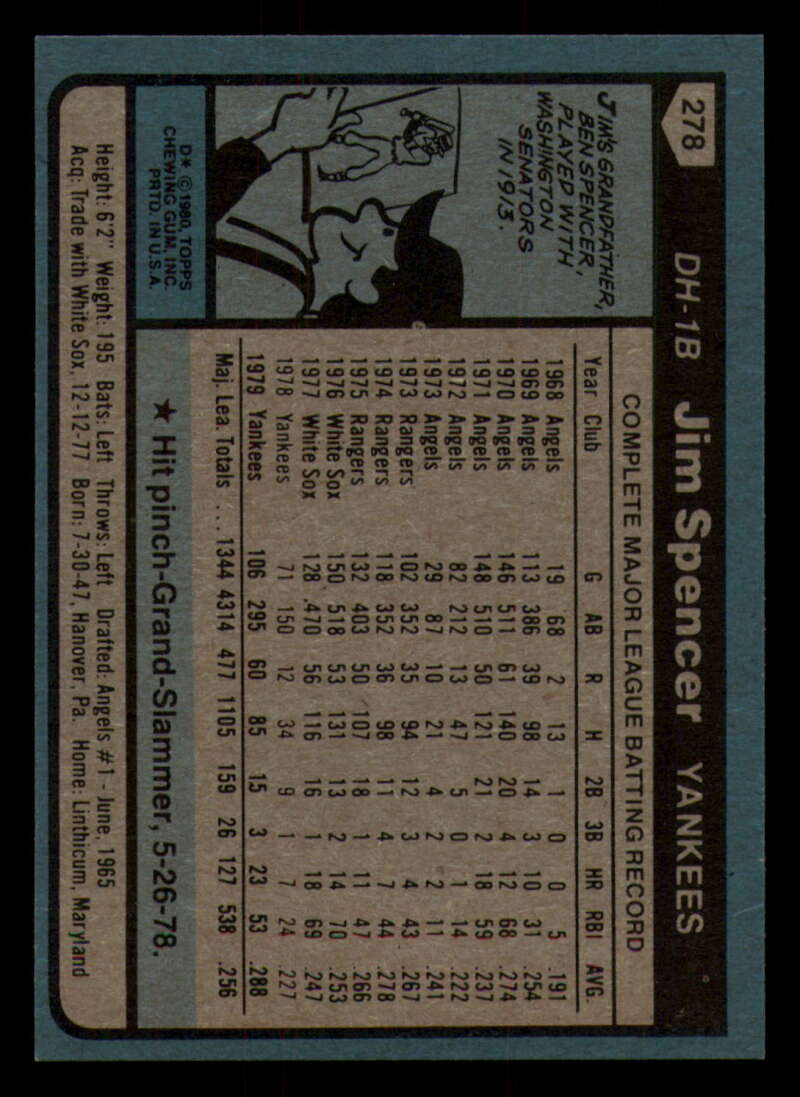 278 DH-1B Jim Spencer YANKEES
JIM'S GRANDFATHER,
BEN SPENCER,
PLAYED WITH
WASHINGTON
SENATORS
IN 1913.
COMPLETE MAJOR LEAGUE BATTING RECORD
Year Club G AB R H 2B 3B HR RBI AVG.
1968 Angels 19 68 2 13 1 0 0 5 .191
1969 Angels 113 386 39 98 14 3 10 31 .254
1970 Angels 146 511 61 140 20 4 12 68 .274
1971 Angels 148 510 50 121 21 2 18 59 .237
1972 Angels 82 212 13 47 5 0 1 14 .222
1973 Angels 29 87 10 21 4 2 2 11 .241
1973 Rangers 102 352 35 94 12 3 4 43 .267
1974 Rangers 118 352 36 98 11 4 7 44 .278
1975 Rangers 132 403 50 107 18 1 11 47 .266
1976 White Sox 150 518 53 131 13 2 14 70 .253
1977 White Sox 128 .470 56 116 16 1 18 69 .247
1978 Yankees 71 150 12 34 9 1 7 24 .227
1979 Yankees 106 295 60 85 15 3 23 53 .288
Maj. Lea. Totals ... 1344 4314 477 1105 159 26 127 538 .256
D* © 1980, TOPPS
CHEWING GUM, INC.
PRTD. IN U.S.A.
★ Hit pinch-Grand-Slammer, 5-26-78.
Height: 6'2" Weight: 195 Bats: Left Throws: Left Drafted: Angels #1 - June, 1965
Acq: Trade with White Sox, 12-12-77 Born: 7-30-47, Hanover, Pa. Home: Linthicum, Maryland